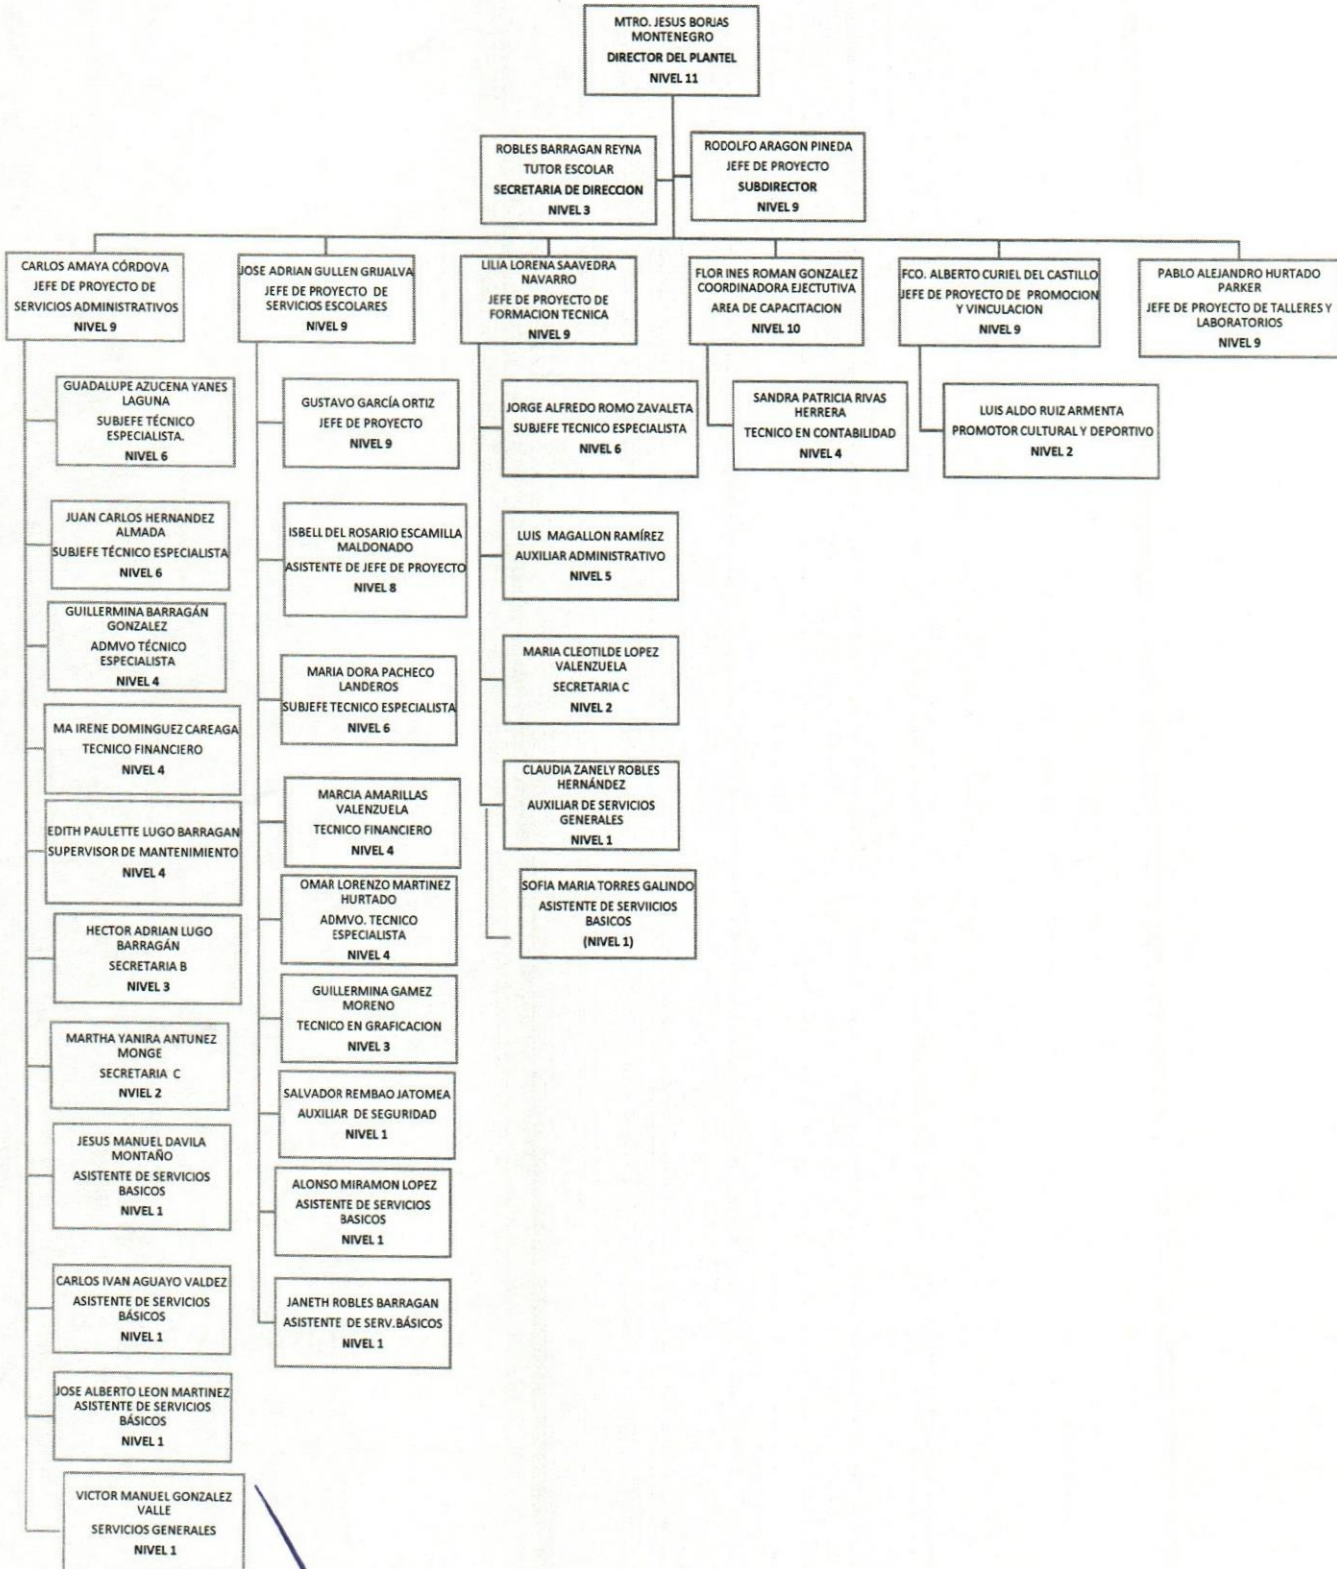 MTRO. JESUS BORJAS
MONTENEGRO
DIRECTOR DEL PLANTEL
NIVEL 11
ROBLES BARRAGAN REYNA
TUTOR ESCOLAR
SECRETARIA DE DIRECCION
NIVEL 3
RODOLFO ARAGON PINEDA
JEFE DE PROYECTO
SUBDIRECTOR
NIVEL 9
CARLOS AMAYA CÓRDOVA
JEFE DE PROYECTO DE
SERVICIOS ADMINISTRATIVOS
NIVEL 9
GUADALUPE AZUCENA YANES
LAGUNA
SUBJEFE TÉCNICO
ESPECIALISTA.
NIVEL 6
JUAN CARLOS HERNANDEZ
ALMADA
SUBJEFE TÉCNICO ESPECIALISTA
NIVEL 6
GUILLERMINA BARRAGÁN
GONZALEZ
ADMVO TÉCNICO
ESPECIALISTA
NIVEL 4
MA IRENE DOMINGUEZ CAREAGA
TECNICO FINANCIERO
NIVEL 4
EDITH PAULETTE LUGO BARRAGAN
SUPERVISOR DE MANTENIMIENTO
NIVEL 4
HECTOR ADRIAN LUGO
BARRAGÁN
SECRETARIA B
NIVEL 3
MARTHA YANIRA ANTUNEZ
MONGE
SECRETARIA C
NVIEL 2
JESUS MANUEL DAVILA
MONTAÑO
ASISTENTE DE SERVICIOS
BASICOS
NIVEL 1
CARLOS IVAN AGUAYO VALDEZ
ASISTENTE DE SERVICIOS
BÁSICOS
NIVEL 1
JOSE ALBERTO LEON MARTINEZ
ASISTENTE DE SERVICIOS
BÁSICOS
NIVEL 1
VICTOR MANUEL GONZALEZ
VALLE
SERVICIOS GENERALES
NIVEL 1
JOSE ADRIAN GULLEN GRIJALVA
JEFE DE PROYECTO DE
SERVICIOS ESCOLARES
NIVEL 9
GUSTAVO GARCÍA ORTIZ
JEFE DE PROYECTO
NIVEL 9
ISBELL DEL ROSARIO ESCAMILLA
MALDONADO
ASISTENTE DE JEFE DE PROYECTO
NIVEL 8
MARIA DORA PACHECO
LANDEROS
SUBJEFE TECNICO ESPECIALISTA
NIVEL 6
MARCIA AMARILLAS
VALENZUELA
TECNICO FINANCIERO
NIVEL 4
OMAR LORENZO MARTINEZ
HURTADO
ADMVO. TECNICO
ESPECIALISTA
NIVEL 4
GUILLERMINA GAMEZ
MORENO
TECNICO EN GRAFICACION
NIVEL 3
SALVADOR REMBAO JATOMEA
AUXILIAR DE SEGURIDAD
NIVEL 1
ALONSO MIRAMON LOPEZ
ASISTENTE DE SERVICIOS
BASICOS
NIVEL 1
JANETH ROBLES BARRAGAN
ASISTENTE DE SERV.BÁSICOS
NIVEL 1
LILIA LORENA SAAVEDRA
NAVARRO
JEFE DE PROYECTO DE
FORMACION TECNICA
NIVEL 9
JORGE ALFREDO ROMO ZAVALETA
SUBJEFE TECNICO ESPECIALISTA
NIVEL 6
LUIS MAGALLON RAMÍREZ
AUXILIAR ADMINISTRATIVO
NIVEL 5
MARIA CLEOTILDE LOPEZ
VALENZUELA
SECRETARIA C
NIVEL 2
CLAUDIA ZANELY ROBLES
HERNÁNDEZ
AUXILIAR DE SERVICIOS
GENERALES
NIVEL 1
SOFIA MARIA TORRES GALINDO
ASISTENTE DE SERVIICIOS
BASICOS
(NIVEL 1)
FLOR INES ROMAN GONZALEZ
COORDINADORA EJECTUTIVA
AREA DE CAPACITACION
NIVEL 10
SANDRA PATRICIA RIVAS
HERRERA
TECNICO EN CONTABILIDAD
NIVEL 4
FCO. ALBERTO CURIEL DEL CASTILLO
JEFE DE PROYECTO DE PROMOCION
Y VINCULACION
NIVEL 9
LUIS ALDO RUIZ ARMENTA
PROMOTOR CULTURAL Y DEPORTIVO
NIVEL 2
PABLO ALEJANDRO HURTADO
PARKER
JEFE DE PROYECTO DE TALLERES Y
LABORATORIOS
NIVEL 9